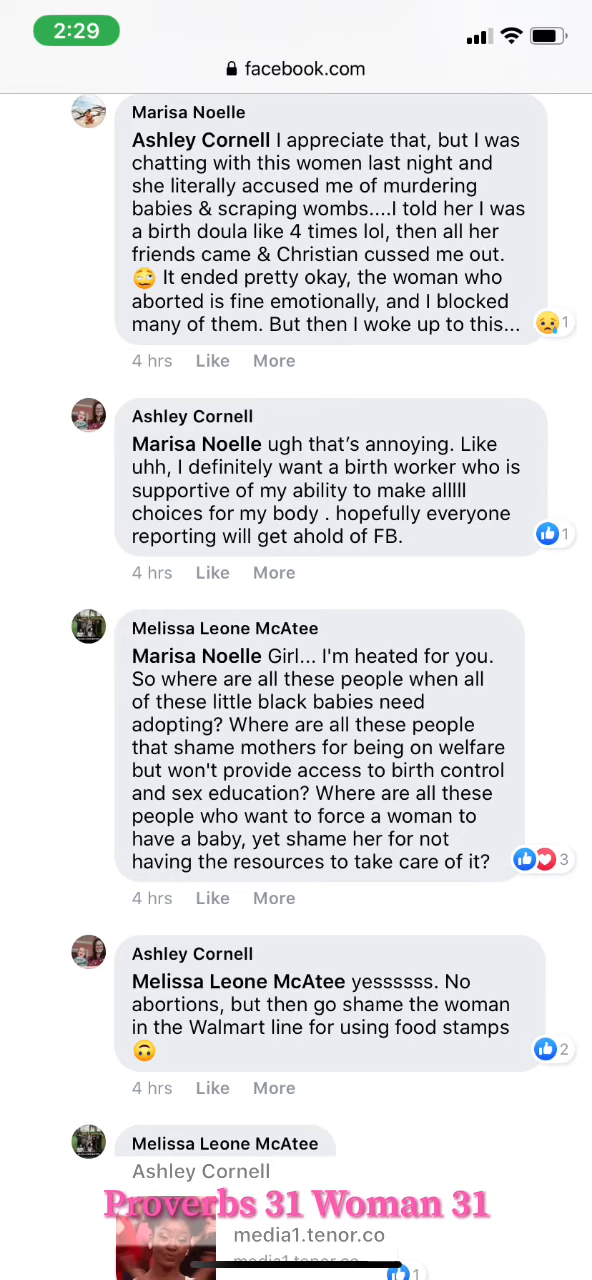 2:29
facebook.com
Marisa Noelle
Ashley Cornell I appreciate that, but I was
chatting with this women last night and
she literally accused me of murdering
babies & scraping wombs....I told her I was
a birth doula like 4 times lol, then all her
friends came & Christian cussed me out.
🥴 It ended pretty okay, the woman who
aborted is fine emotionally, and I blocked
many of them. But then I woke up to this...
1
4 hrs Like More
Ashley Cornell
Marisa Noelle ugh that's annoying. Like
uhh, I definitely want a birth worker who is
supportive of my ability to make alllll
choices for my body . hopefully everyone
reporting will get ahold of FB.
1
4 hrs Like More
Melissa Leone McAtee
Marisa Noelle Girl... I'm heated for you.
So where are all these people when all
of these little black babies need
adopting? Where are all these people
that shame mothers for being on welfare
but won't provide access to birth control
and sex education? Where are all these
people who want to force a woman to
have a baby, yet shame her for not
having the resources to take care of it?
3
4 hrs Like More
Ashley Cornell
Melissa Leone McAtee yessssss. No
abortions, but then go shame the woman
in the Walmart line for using food stamps
🙃
2
4 hrs Like More
Melissa Leone McAtee
Ashley Cornell
Proverbs 31 Woman 31
media1.tenor.co
media1.tenor.co
1